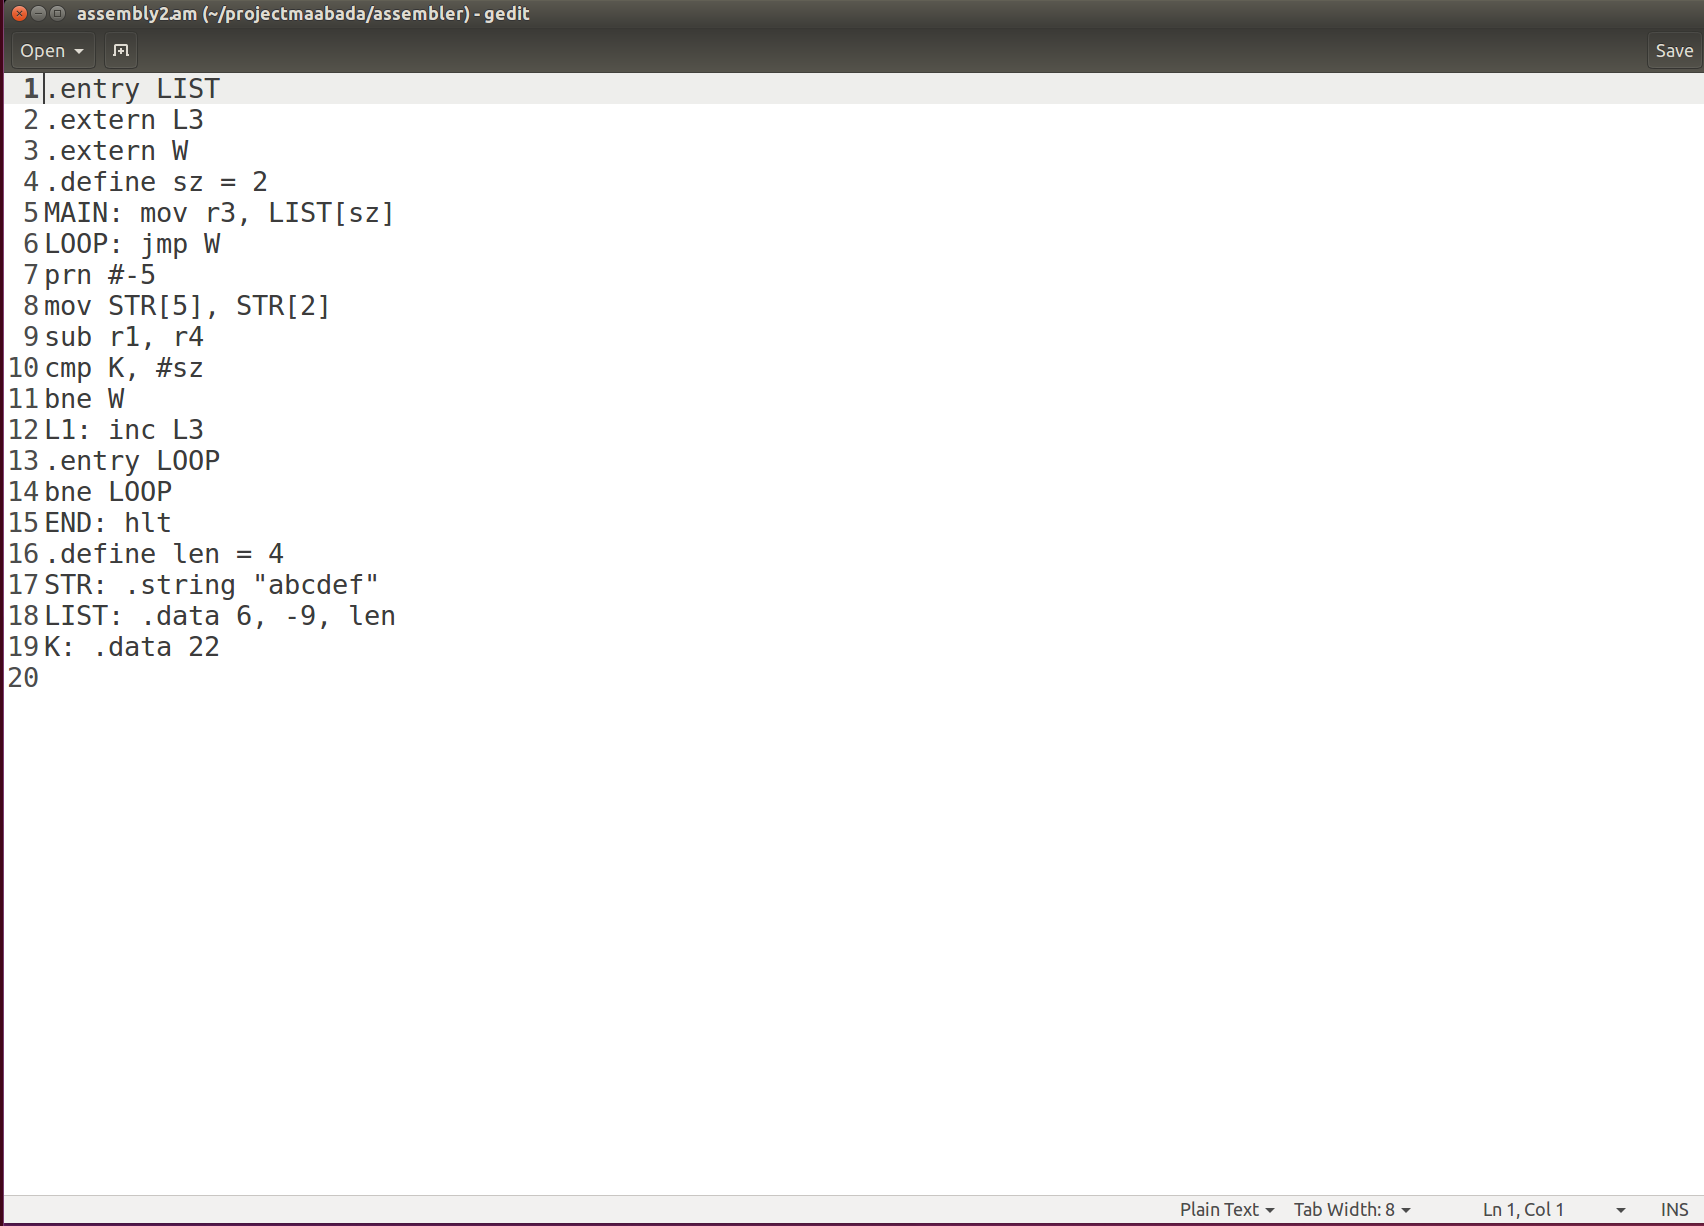 assembly2.am (~/projectmaabada/assembler) - gedit
Open
Save
1 .entry LIST
2 .extern L3
3 .extern W
4 .define sz = 2
5 MAIN: mov r3, LIST[sz]
6 LOOP: jmp W
7 prn #-5
8 mov STR[5], STR[2]
9 sub r1, r4
10 cmp K, #sz
11 bne W
12 L1: inc L3
13 .entry LOOP
14 bne LOOP
15 END: hlt
16 .define len = 4
17 STR: .string "abcdef"
18 LIST: .data 6, -9, len
19 K: .data 22
20
Plain Text Tab Width: 8 Ln 1, Col 1 INS